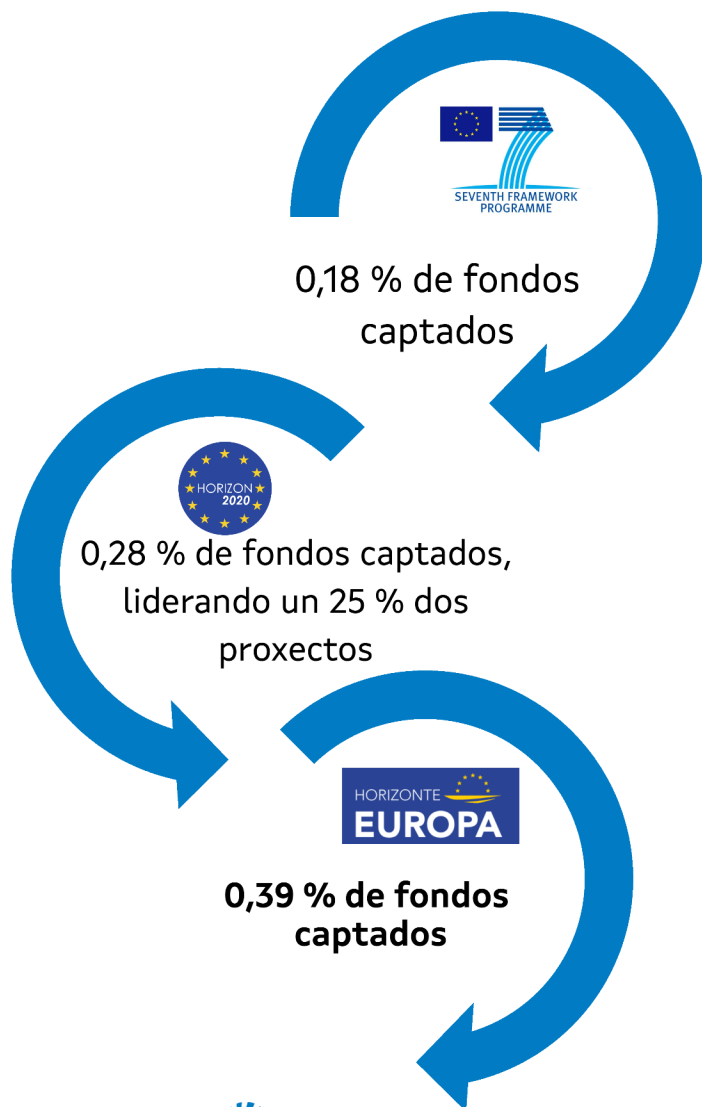 SEVENTH FRAMEWORK
PROGRAMME
0,18 % de fondos
captados
HORIZON
2020
0,28 % de fondos captados,
liderando un 25 % dos
proxectos
HORIZONTE
EUROPA
0,39 % de fondos
captados